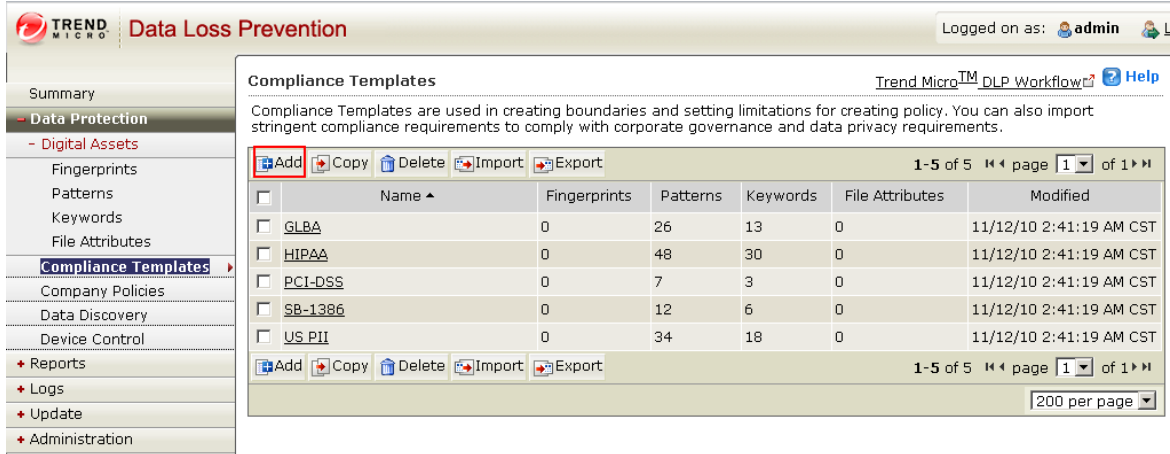 TREND MICRO Data Loss Prevention
Logged on as: admin L
Summary
Data Protection
Digital Assets
Fingerprints
Patterns
Keywords
File Attributes
Compliance Templates
Company Policies
Data Discovery
Device Control
Reports
Logs
Update
Administration
Compliance Templates
Trend Micro™ DLP Workflow Help
Compliance Templates are used in creating boundaries and setting limitations for creating policy. You can also import
stringent compliance requirements to comply with corporate governance and data privacy requirements.
Add Copy Delete Import Export 1-5 of 5 page 1 of 1
Name Fingerprints Patterns Keywords File Attributes Modified
GLBA 0 26 13 0 11/12/10 2:41:19 AM CST
HIPAA 0 48 30 0 11/12/10 2:41:19 AM CST
PCI-DSS 0 7 3 0 11/12/10 2:41:19 AM CST
SB-1386 0 12 6 0 11/12/10 2:41:19 AM CST
US PII 0 34 18 0 11/12/10 2:41:19 AM CST
Add Copy Delete Import Export 1-5 of 5 page 1 of 1
200 per page